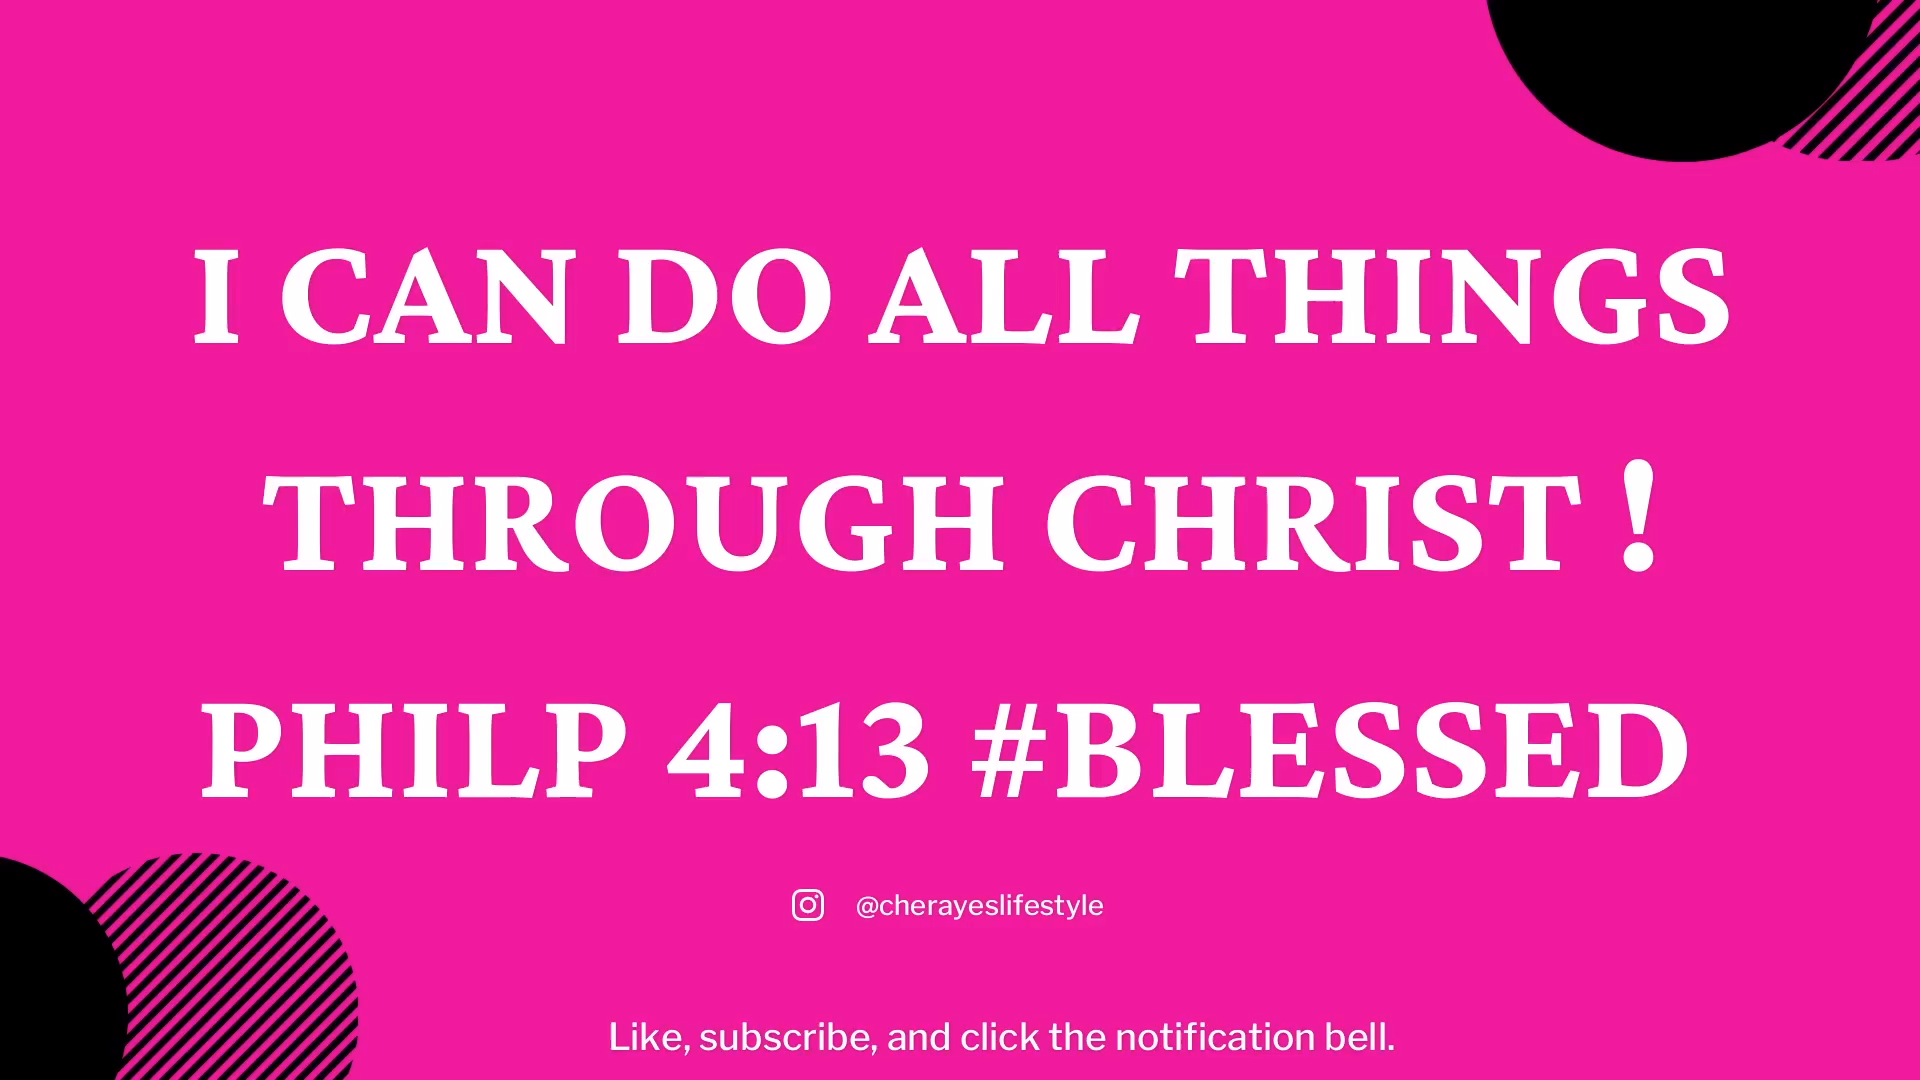 I CAN DO ALL THINGS
THROUGH CHRIST !
PHILP 4:13 #BLESSED
@cherayeslifestyle
Like, subscribe, and click the notification bell.